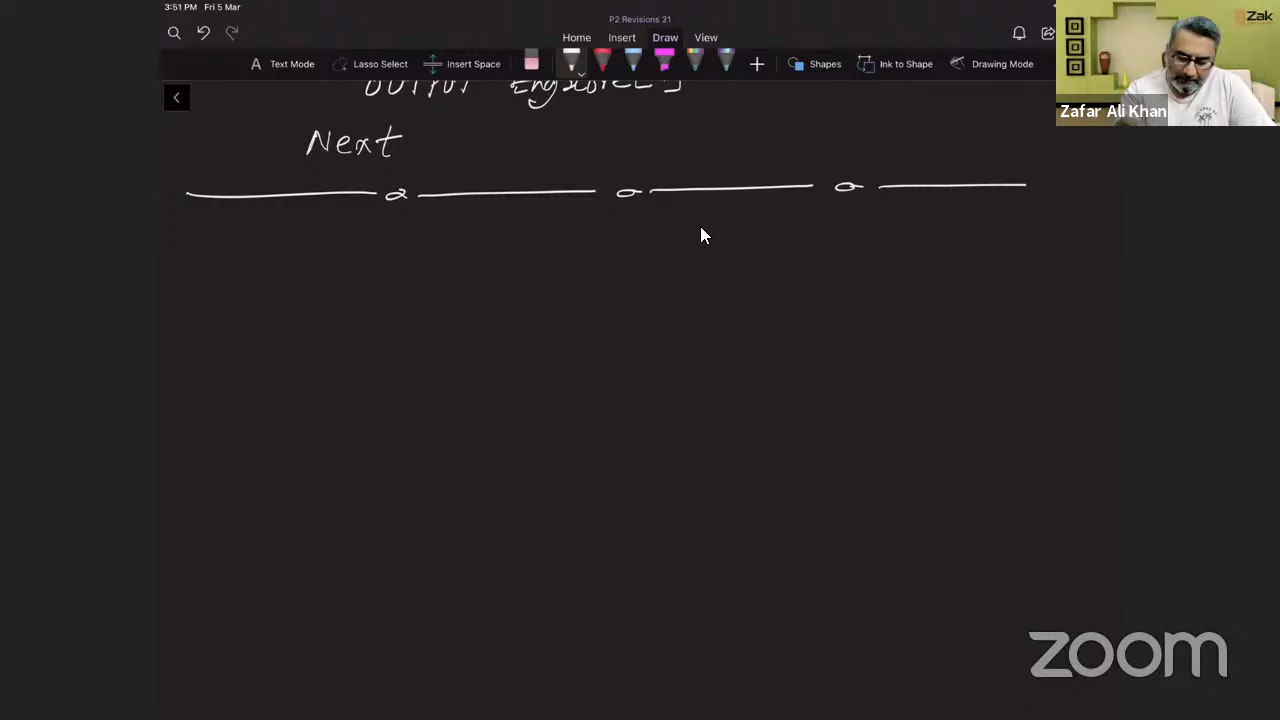 3:51 PM Fri 5 Mar
P2 Revisions 21
Home Insert Draw View
Text Mode Lasso Select Insert Space Shapes Ink to Shape Drawing Mode
Zak
Zafar Ali Khan
OUTPUT
Next
zoom